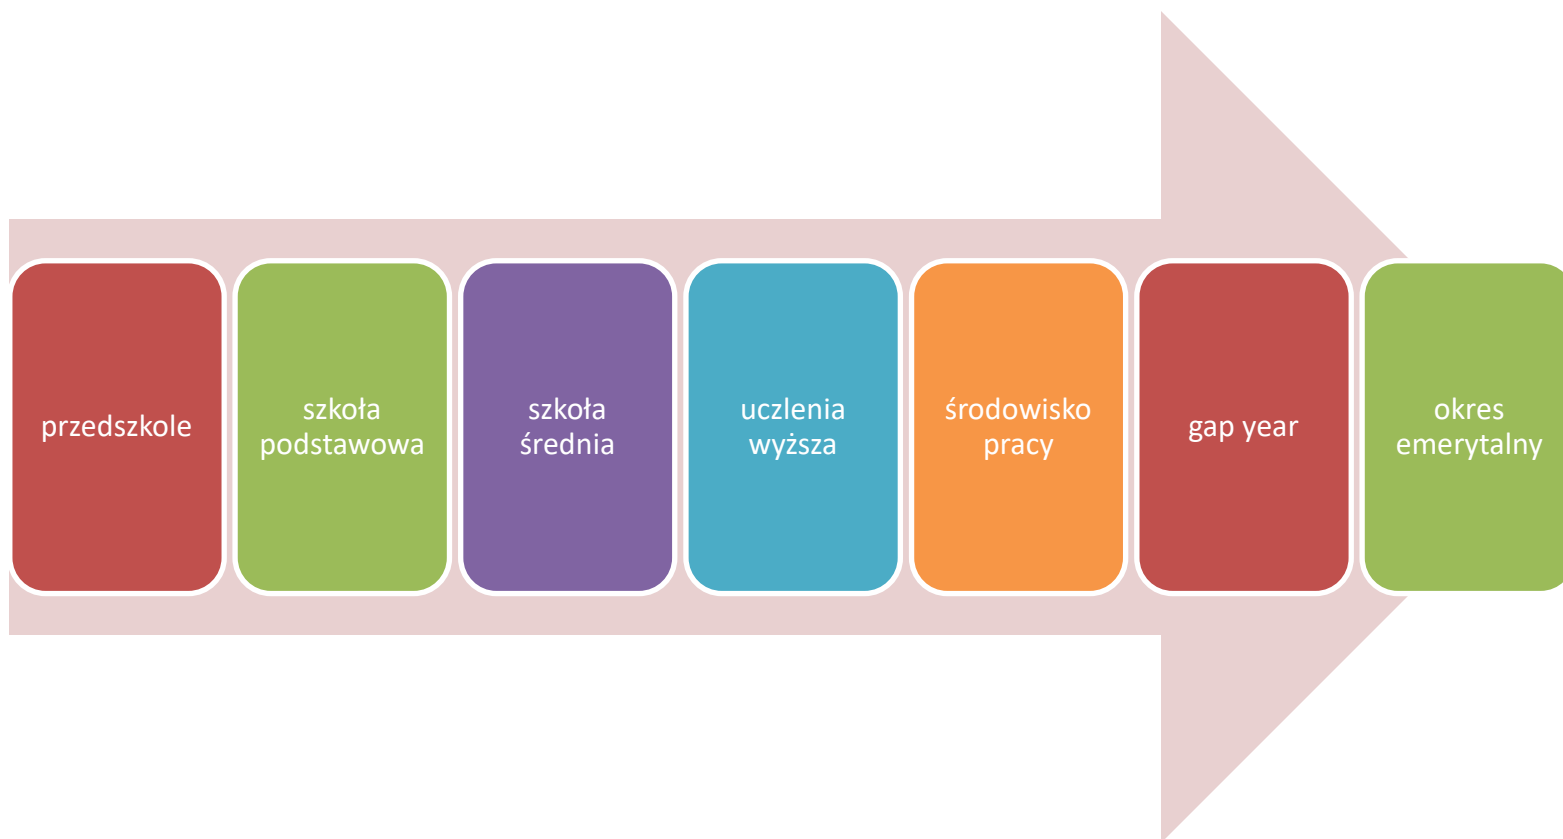 przedszkole
szkoła
podstawowa
szkoła
średnia
uczlenia
wyższa
środowisko
pracy
gap year
okres
emerytalny